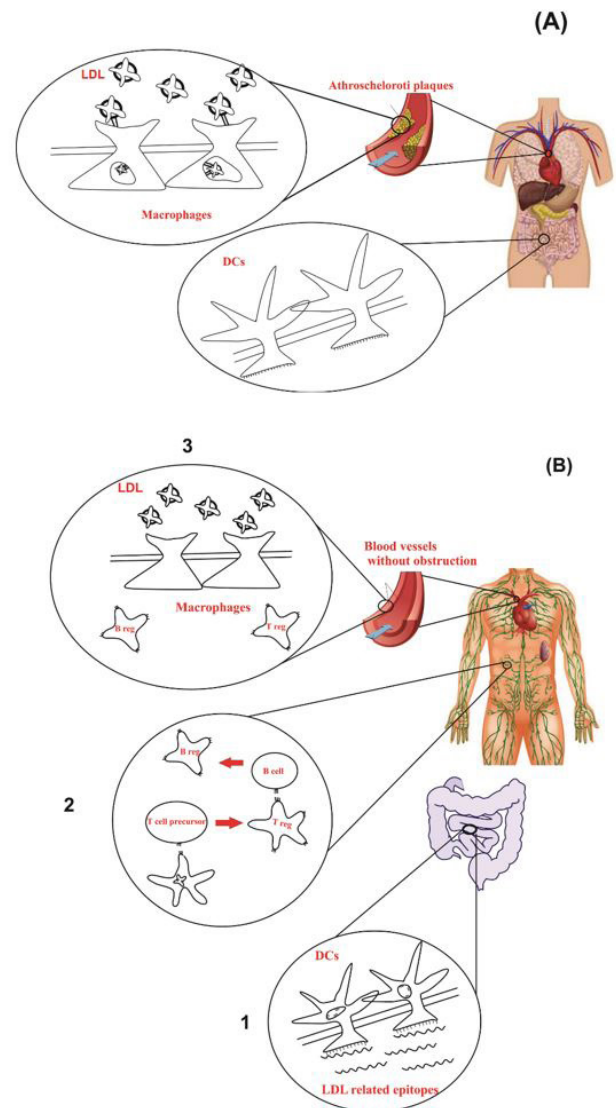 (A)
LDL
Athroscheloroti plaques
Macrophages
DCs
3
(B)
LDL
Blood vessels
without obstruction
Macrophages
B reg
T reg
B reg
B cell
2
T cell precursor
T reg
DCs
1
LDL related epitopes